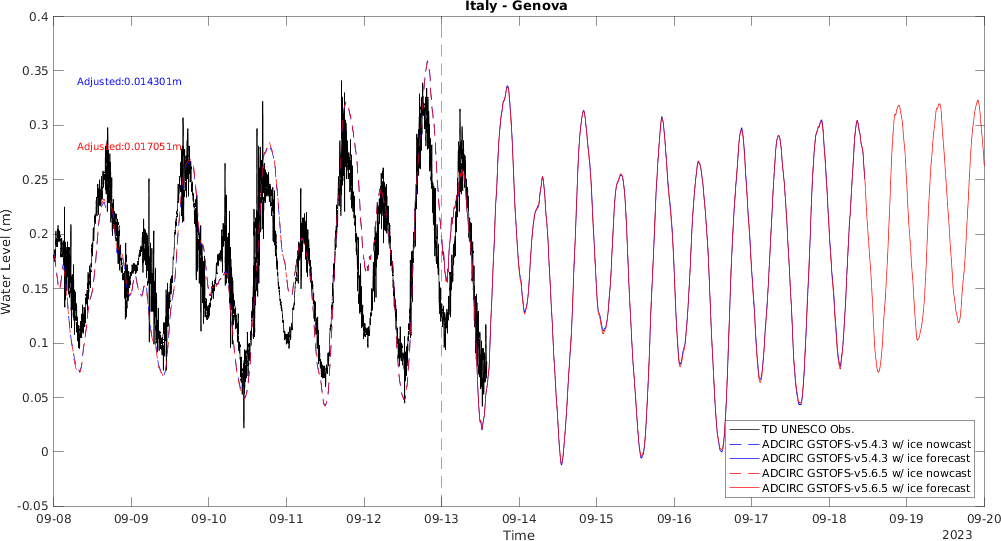 Italy - Genova
0.4
0.35
0.3
0.25
0.2
0.15
0.1
0.05
0
-0.05
Water Level (m)
Adjusted:0.014301m
Adjusted:0.017051m
TD UNESCO Obs.
ADCIRC GSTOFS-v5.4.3 w/ ice nowcast
ADCIRC GSTOFS-v5.4.3 w/ ice forecast
ADCIRC GSTOFS-v5.6.5 w/ ice nowcast
ADCIRC GSTOFS-v5.6.5 w/ ice forecast
09-08 09-09 09-10 09-11 09-12 09-13 09-14 09-15 09-16 09-17 09-18 09-19 09-20
Time
2023